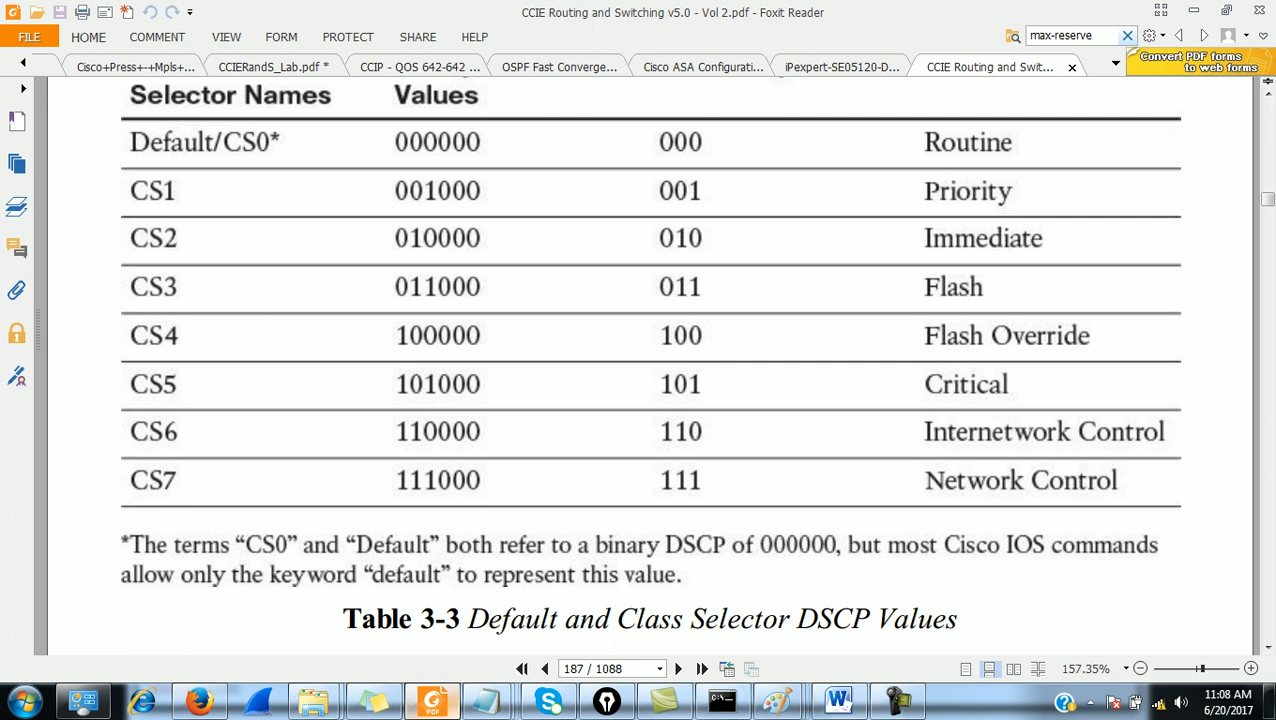 CCIE Routing and Switching v5.0 - Vol 2.pdf - Foxit Reader
FILE HOME COMMENT VIEW FORM PROTECT SHARE HELP max-reserve
Cisco+Press+-+Mpls+... CCIERandS_Lab.pdf * CCIP - QOS 642-642... OSPF Fast Converge... Cisco ASA Configurati... iPexpert-SE05120-D... CCIE Routing and Swit... Convert PDF forms
to web forms
Selector Names Values
Default/CS0* 000000 000 Routine
CS1 001000 001 Priority
CS2 010000 010 Immediate
CS3 011000 011 Flash
CS4 100000 100 Flash Override
CS5 101000 101 Critical
CS6 110000 110 Internetwork Control
CS7 111000 111 Network Control
*The terms “CS0” and “Default” both refer to a binary DSCP of 000000, but most Cisco IOS commands
allow only the keyword “default” to represent this value.
Table 3-3 Default and Class Selector DSCP Values
187 / 1088 157.35%
11:08 AM
6/20/2017